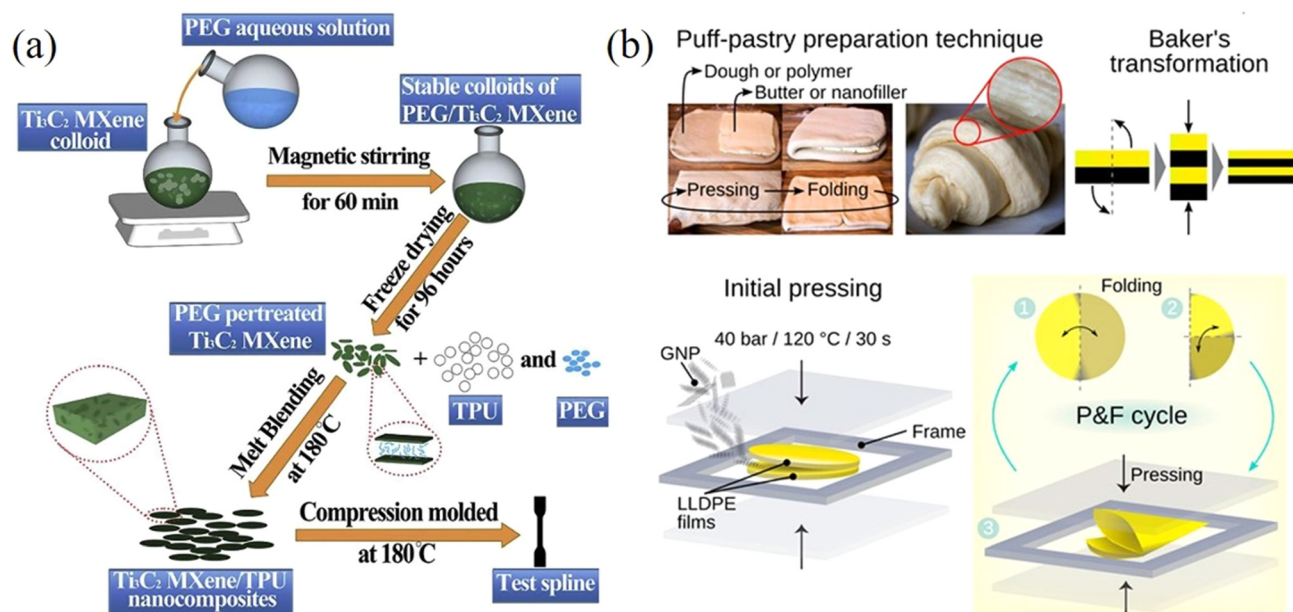 (a)
PEG aqueous solution
Ti₃C₂ MXene
colloid
Stable colloids of
PEG/Ti₃C₂ MXene
Magnetic stirring
for 60 min
Freeze drying
for 96 hours
PEG pertreated
Ti₃C₂ MXene
+
and
TPU
PEG
Melt Blending
at 180℃
Compression molded
at 180℃
Ti₃C₂ MXene/TPU
nanocomposites
Test spline
(b)
Puff-pastry preparation technique
Dough or polymer
Butter or nanofiller
Pressing
Folding
Baker's
transformation
Initial pressing
40 bar / 120 °C / 30 s
GNP
Frame
LLDPE
films
1
Folding
2
P&F cycle
Pressing
3